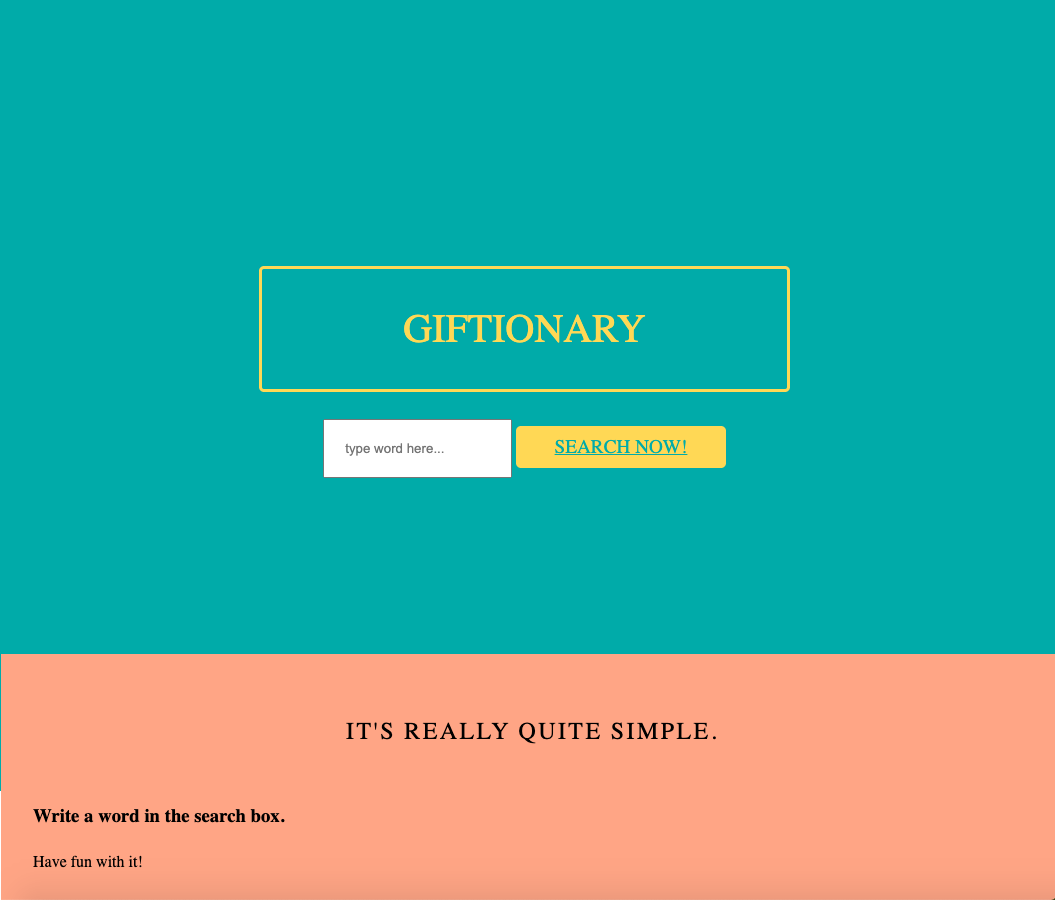 GIFTIONARY
type word here...
SEARCH NOW!
IT'S REALLY QUITE SIMPLE.
Write a word in the search box.
Have fun with it!